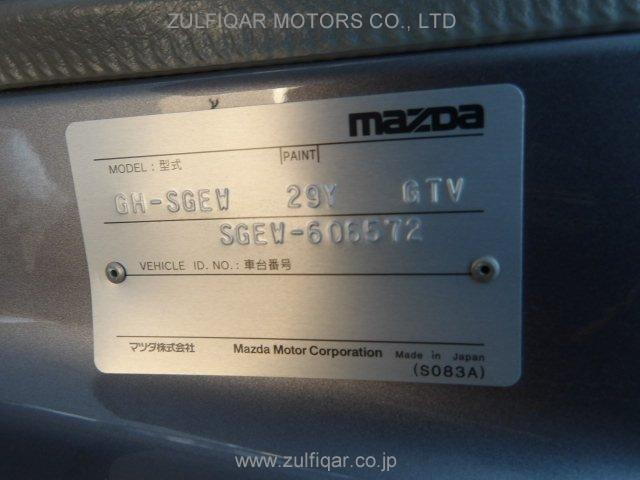 ZULFIQAR MOTORS CO., LTD
mazda
MODEL : 型式 PAINT
GH-SGEW 29Y GTV
SGEW-606572
VEHICLE ID. NO. : 車台番号
マツダ株式会社 Mazda Motor Corporation Made in Japan
(S083A)
www.zulfiqar.co.jp